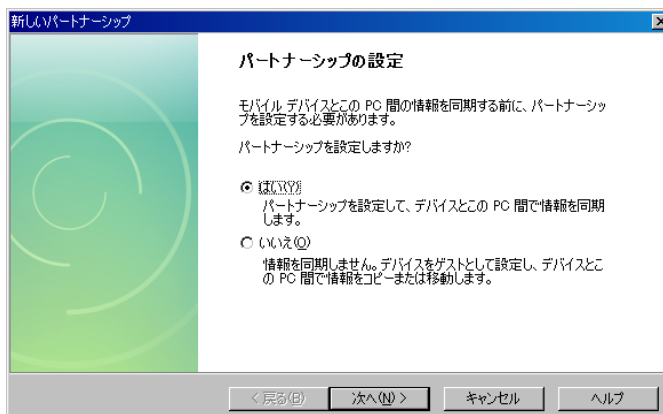 新しいパートナーシップ
パートナーシップの設定
モバイル デバイスとこの PC 間の情報を同期する前に、パートナーシッ
プを設定する必要があります。
パートナーシップを設定しますか?
はい(Y)
パートナーシップを設定して、デバイスとこの PC 間で情報を同期
します。
いいえ(O)
情報を同期しません。デバイスをゲストとして設定し、デバイスとこ
の PC 間で情報をコピーまたは移動します。
< 戻る(B) 次へ(N) > キャンセル ヘルプ